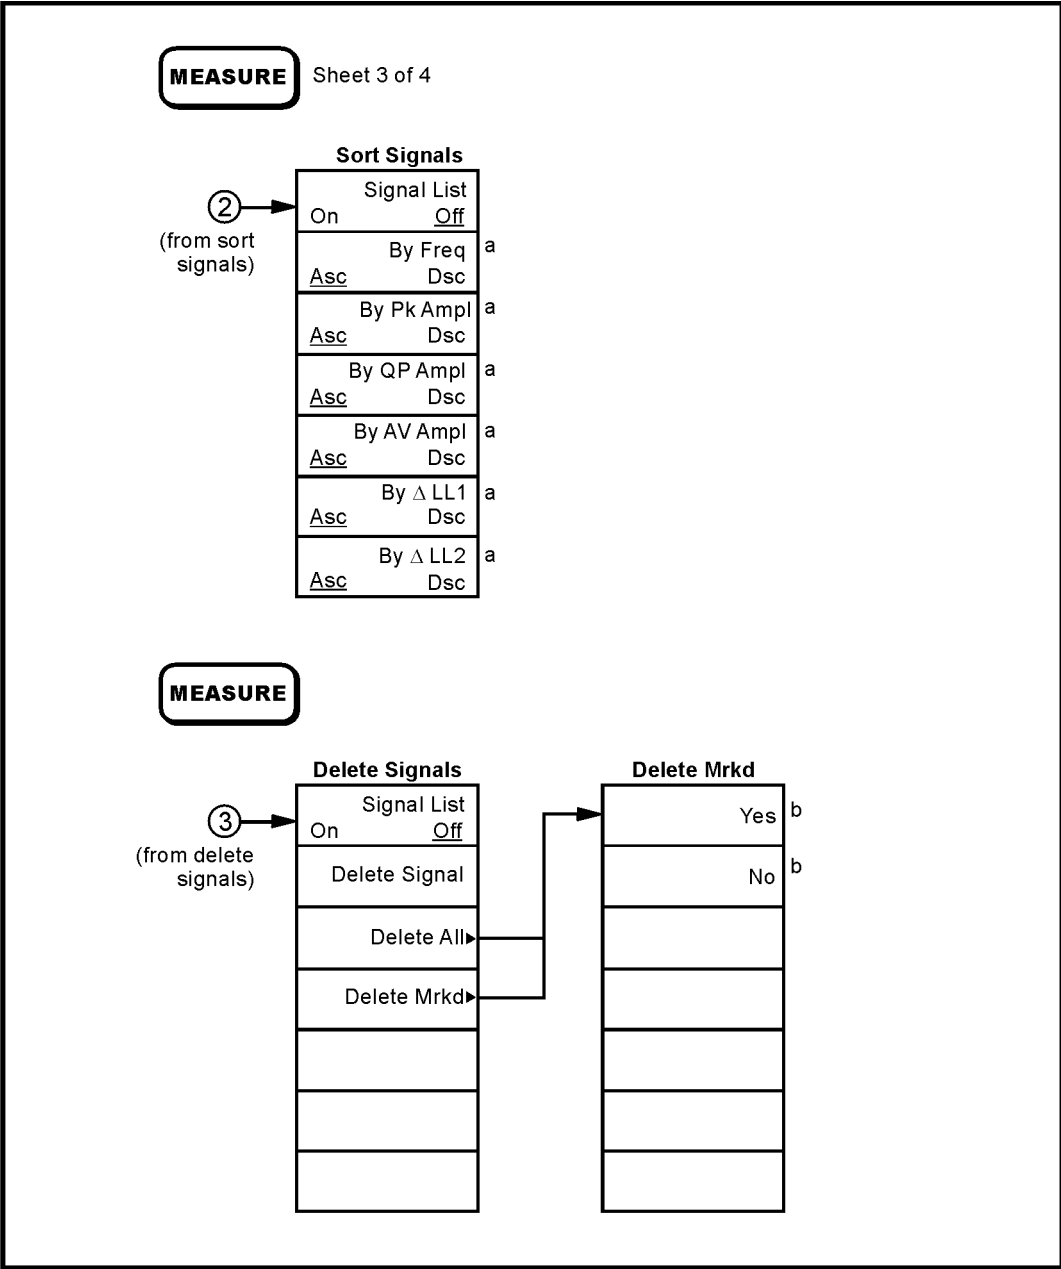 MEASURE Sheet 3 of 4
Sort Signals
2
(from sort
signals)
Signal List
On Off
By Freq a
Asc Dsc
By Pk Ampl a
Asc Dsc
By QP Ampl a
Asc Dsc
By AV Ampl a
Asc Dsc
By Δ LL1 a
Asc Dsc
By Δ LL2 a
Asc Dsc
MEASURE
Delete Signals
3
(from delete
signals)
Signal List
On Off
Delete Signal
Delete All
Delete Mrkd
Delete Mrkd
Yes b
No b